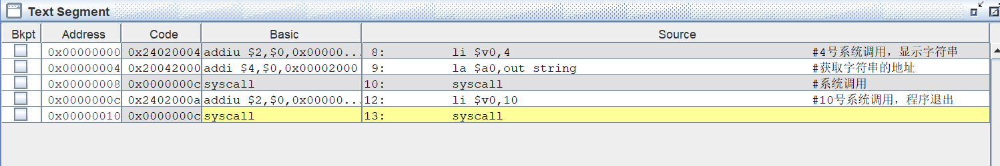 Text Segment
Bkpt Address Code Basic Source
0x00000000 0x24020004 addiu $2,$0,0x00000... 8: li $v0,4 #4号系统调用，显示字符串
0x00000004 0x20042000 addi $4,$0,0x00002000 9: la $a0,out string #获取字符串的地址
0x00000008 0x0000000c syscall 10: syscall #系统调用
0x0000000c 0x2402000a addiu $2,$0,0x00000... 12: li $v0,10 #10号系统调用，程序退出
0x00000010 0x0000000c syscall 13: syscall